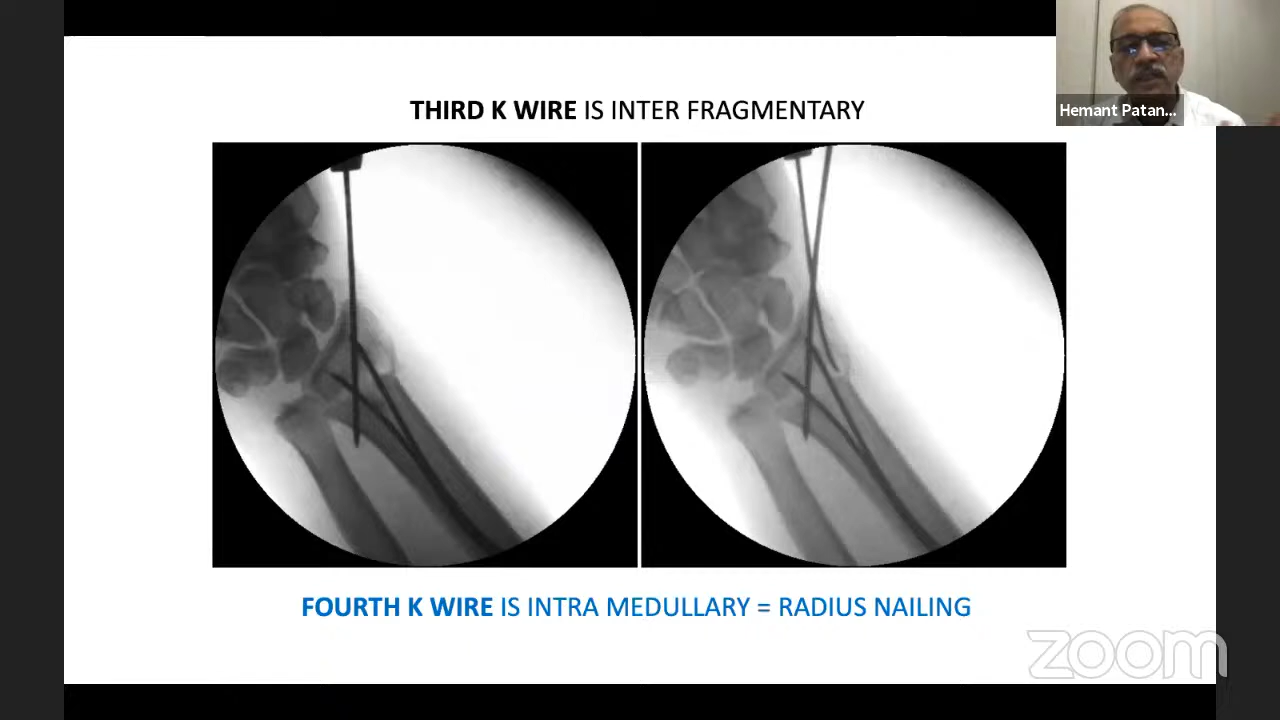 THIRD K WIRE IS INTER FRAGMENTARY
Hemant Patan...
FOURTH K WIRE IS INTRA MEDULLARY = RADIUS NAILING
zoom